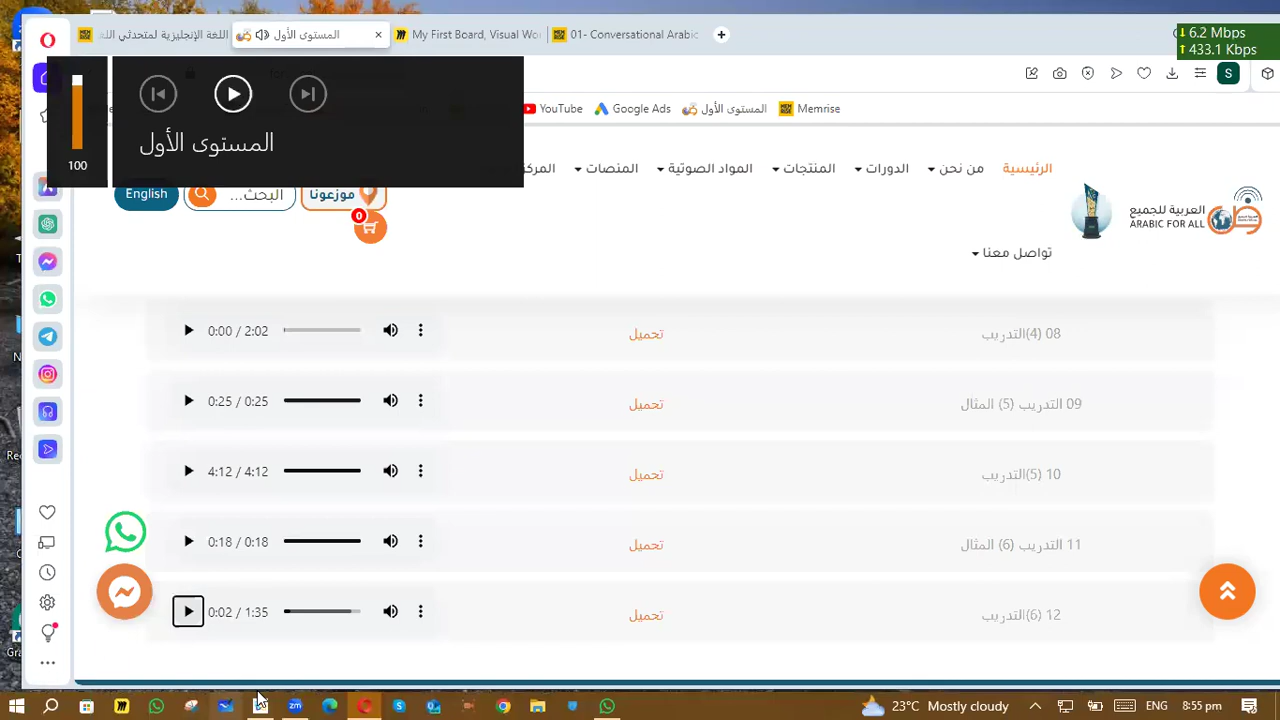 اللغة الإنجليزية لمتحدثي اللغ
المستوى الأول
My First Board, Visual Wo
01- Conversational Arabic
6.2 Mbps
433.1 Kbps
S
YouTube
Google Ads
المستوى الأول
Memrise
المستوى الأول
100
الرئيسية
من نحن
الدورات
المنتجات
المواد الصوتية
المنصات
المركز
English
البحث...
موزعونا
0
العربية للجميع
ARABIC FOR ALL
تواصل معنا
0:00 / 2:02
تحميل
08 التدريب(4)
0:25 / 0:25
تحميل
09 التدريب (5) المثال
4:12 / 4:12
تحميل
10 التدريب(5)
0:18 / 0:18
تحميل
11 التدريب (6) المثال
0:02 / 1:35
تحميل
12 التدريب(6)
23°C Mostly cloudy
ENG
8:55 pm